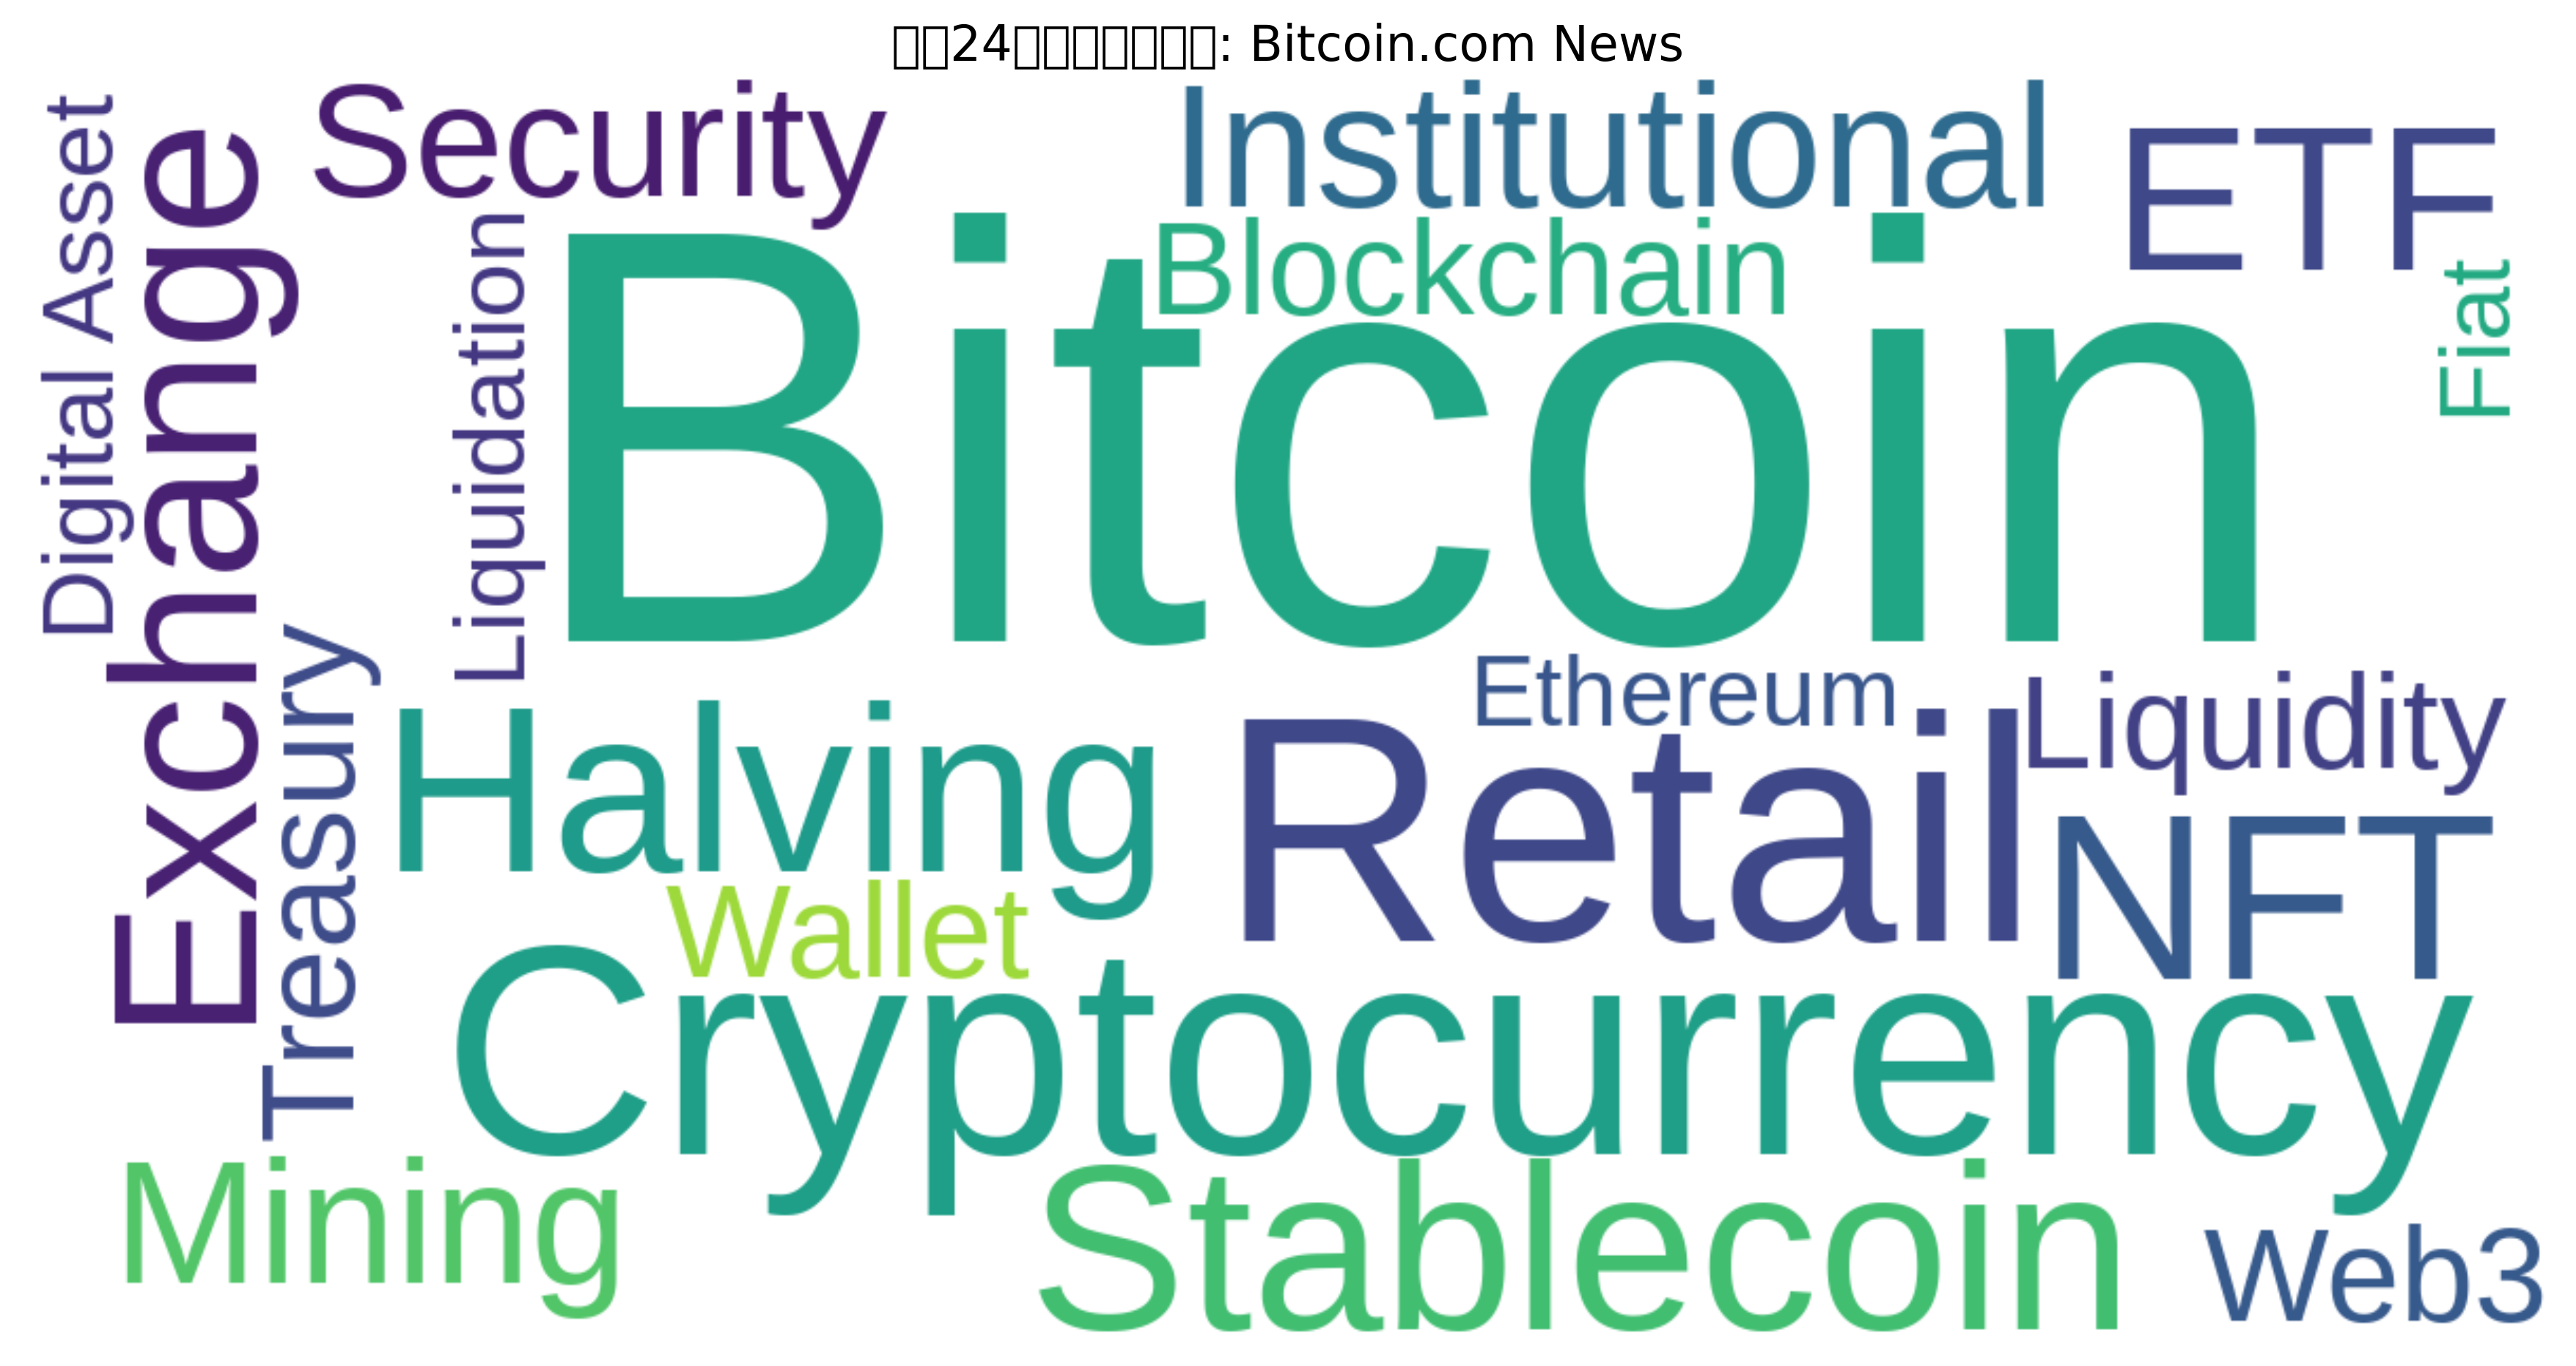 24: Bitcoin.com News
Security
Institutional
ETF
Digital Asset
Exchange
Liquidation
Blockchain
Bitcoin
Fiat
Treasury
Ethereum
Liquidity
Halving
Retail
NFT
Wallet
Cryptocurrency
Mining
Stablecoin
Web3